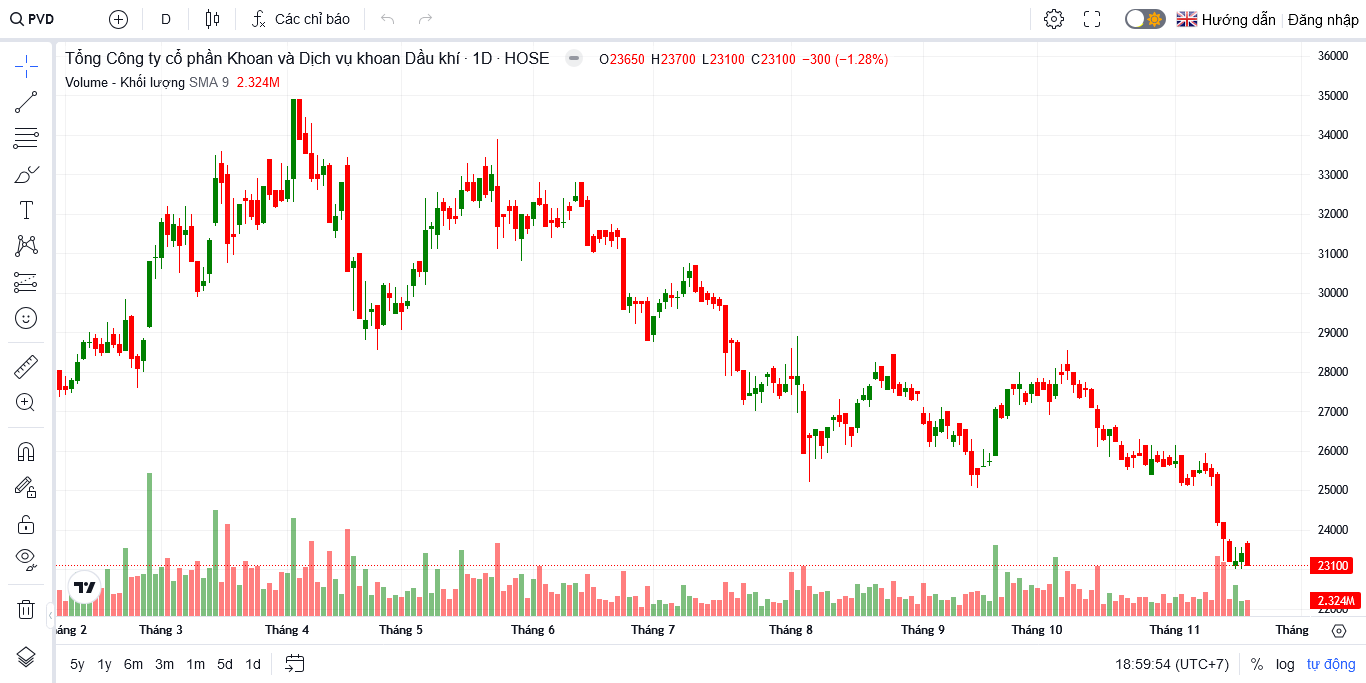 PVD D Các chỉ báo Hướng dẫn Đăng nhập
Tổng Công ty cổ phần Khoan và Dịch vụ khoan Dầu khí · 1D · HOSE O23650 H23700 L23100 C23100 −300 (−1.28%)
Volume - Khối lượng SMA 9 2.324M
36000
35000
34000
33000
32000
31000
30000
29000
28000
27000
26000
25000
24000
23100
2.324M
22000
áng 2 Tháng 3 Tháng 4 Tháng 5 Tháng 6 Tháng 7 Tháng 8 Tháng 9 Tháng 10 Tháng 11 Tháng
5y 1y 6m 3m 1m 5d 1d 18:59:54 (UTC+7) % log tự động